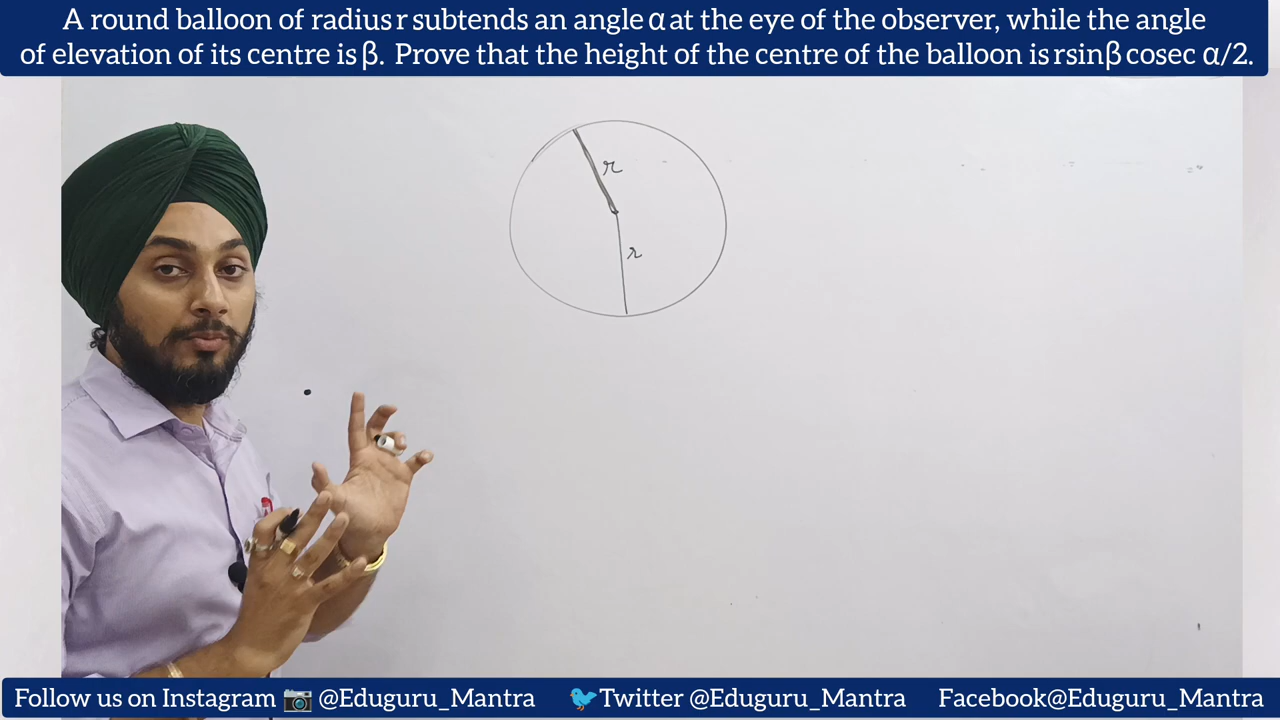 A round balloon of radius r subtends an angle α at the eye of the observer, while the angle
of elevation of its centre is β. Prove that the height of the centre of the balloon is rsinβ cosec α/2.
r
r
Follow us on Instagram 📷 @Eduguru_Mantra 🐦Twitter @Eduguru_Mantra Facebook@Eduguru_Mantra